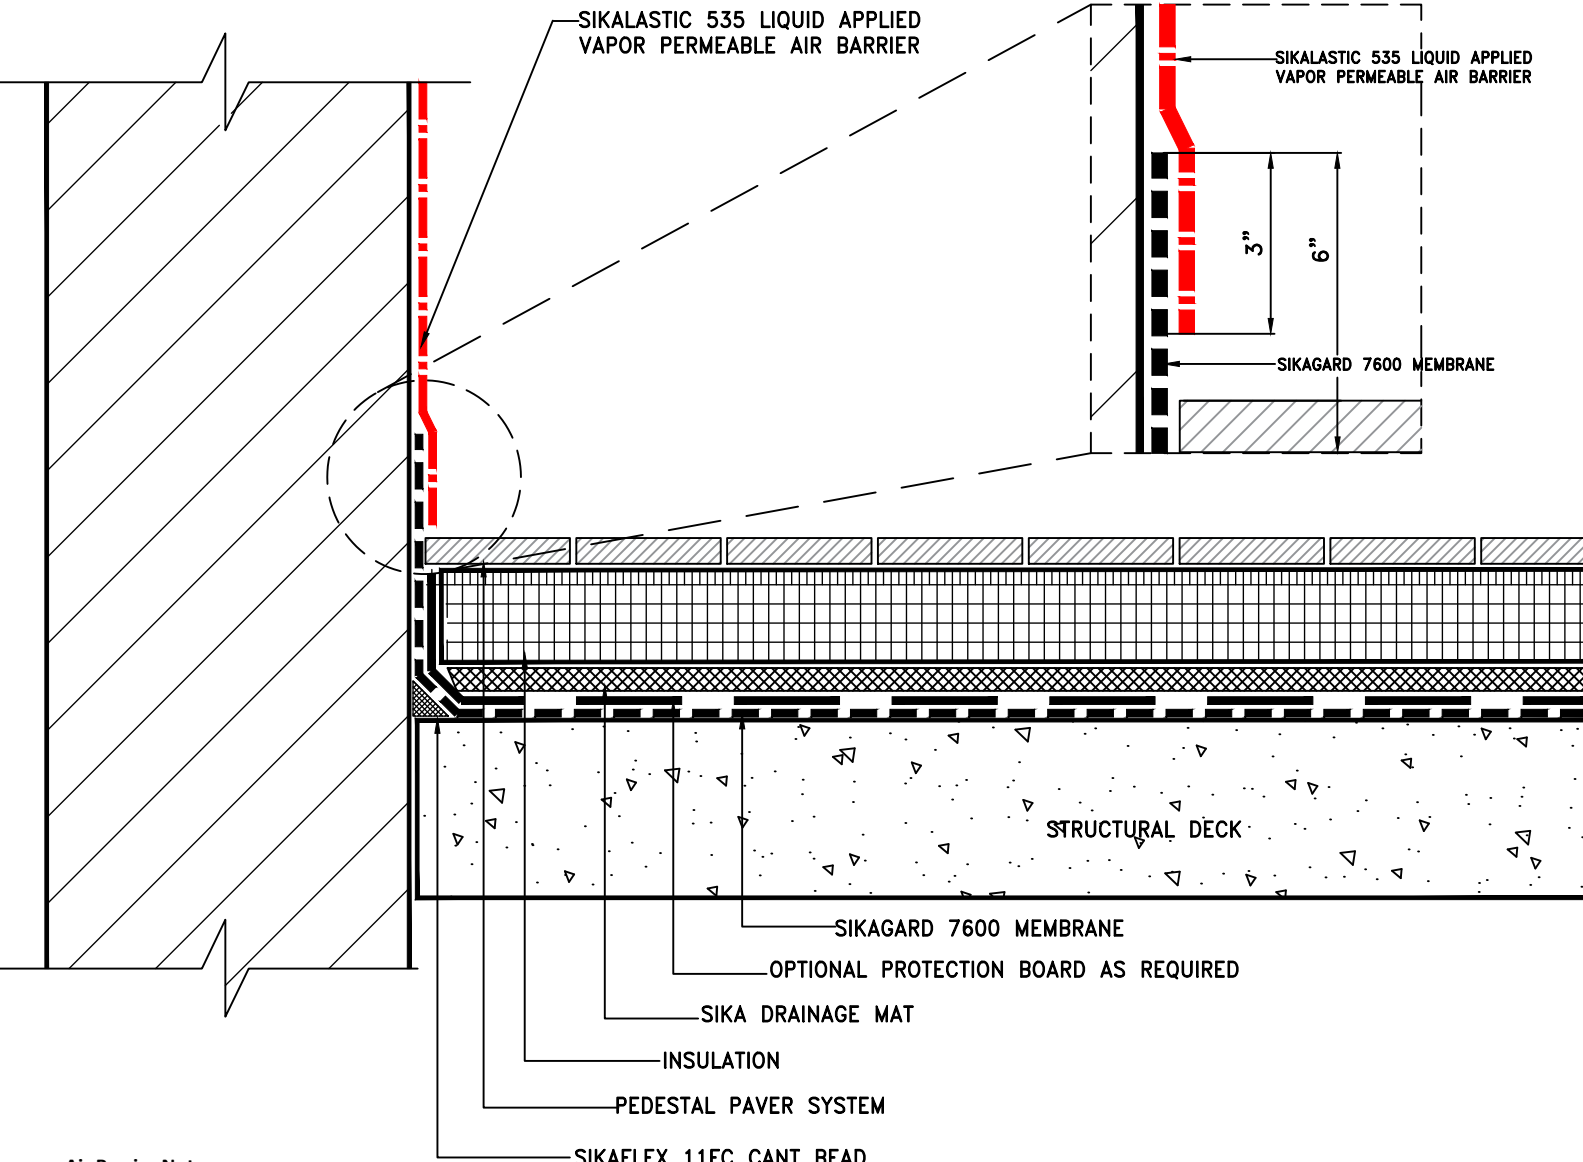 SIKALASTIC 535 LIQUID APPLIED
VAPOR PERMEABLE AIR BARRIER
SIKALASTIC 535 LIQUID APPLIED
VAPOR PERMEABLE AIR BARRIER
3"
6"
SIKAGARD 7600 MEMBRANE
STRUCTURAL DECK
SIKAGARD 7600 MEMBRANE
OPTIONAL PROTECTION BOARD AS REQUIRED
SIKA DRAINAGE MAT
INSULATION
PEDESTAL PAVER SYSTEM
SIKAFLEX 11FC CANT BEAD